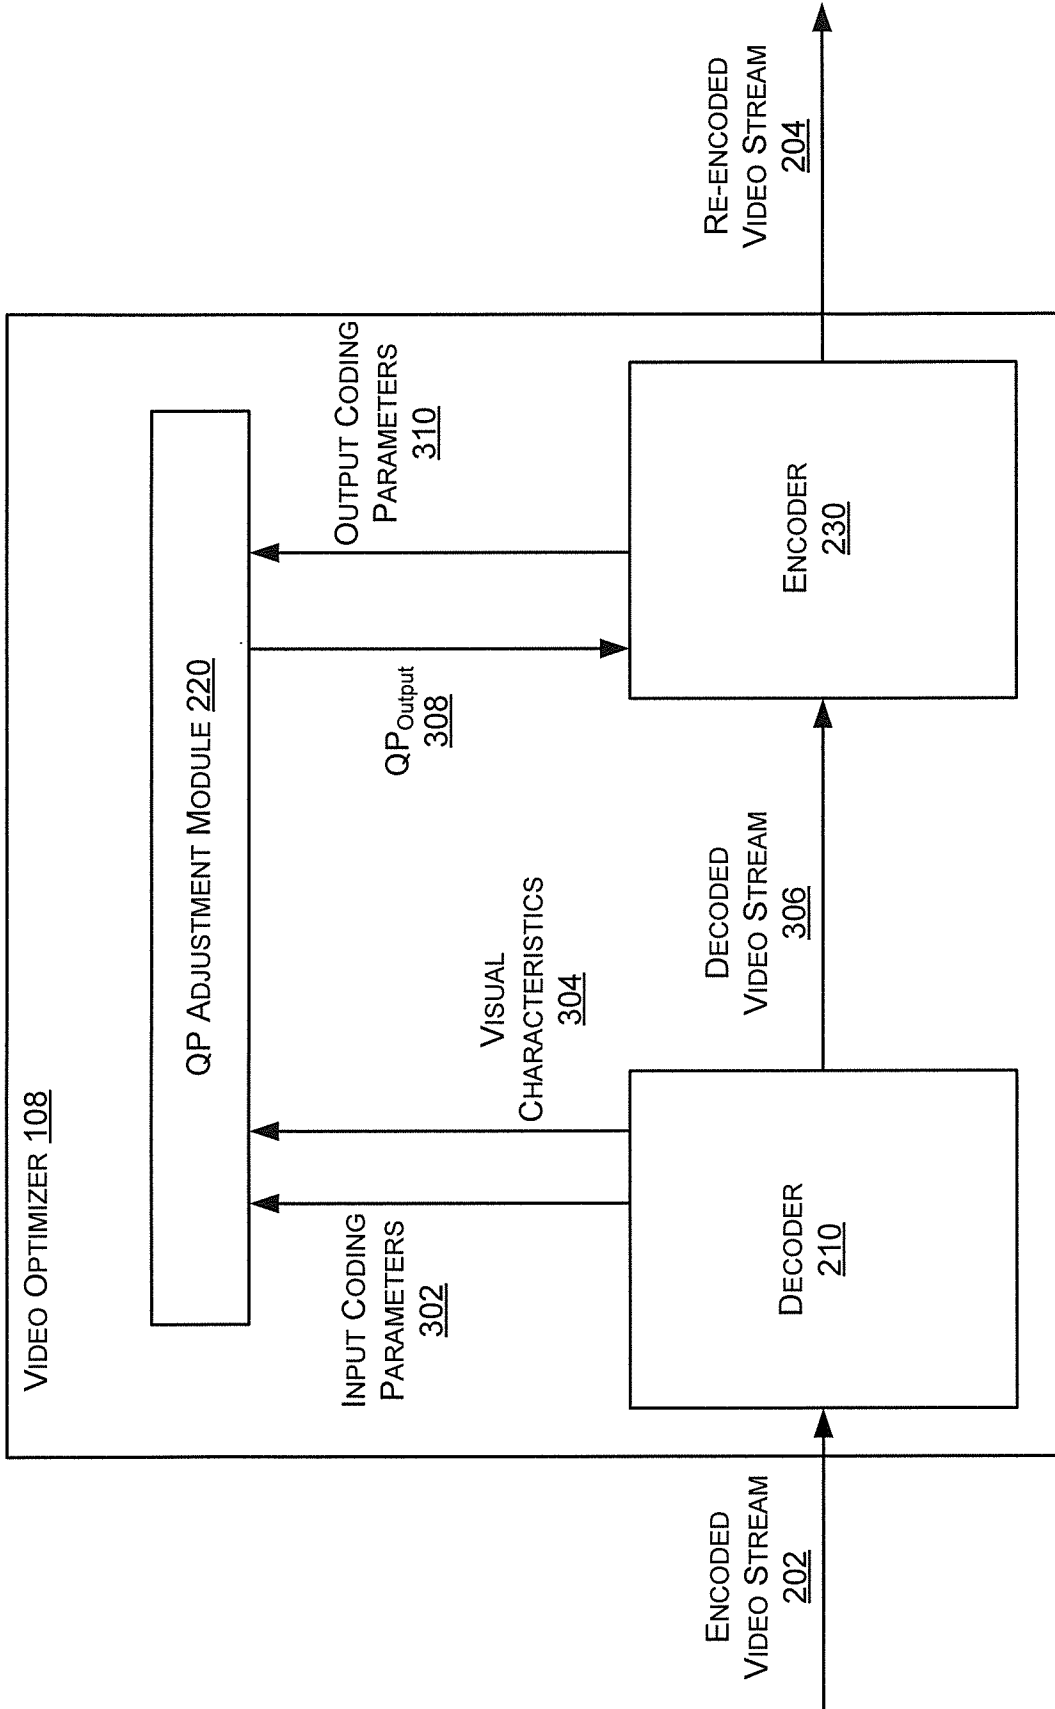 VIDEO OPTIMIZER 108
QP ADJUSTMENT MODULE 220
INPUT CODING
PARAMETERS
302
VISUAL
CHARACTERISTICS
304
QPOutput
308
OUTPUT CODING
PARAMETERS
310
ENCODED
VIDEO STREAM
202
DECODER
210
DECODED
VIDEO STREAM
306
ENCODER
230
RE-ENCODED
VIDEO STREAM
204